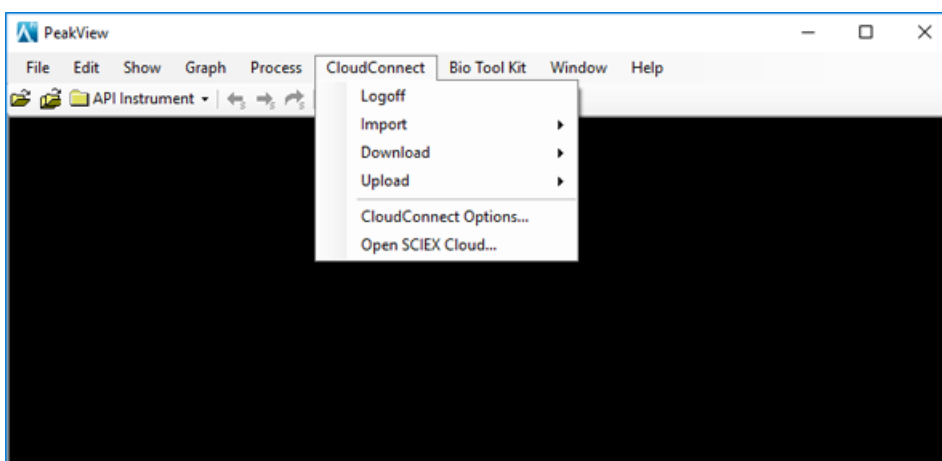 PeakView
File Edit Show Graph Process CloudConnect Bio Tool Kit Window Help
API Instrument
Logoff
Import
Download
Upload
CloudConnect Options...
Open SCIEX Cloud...